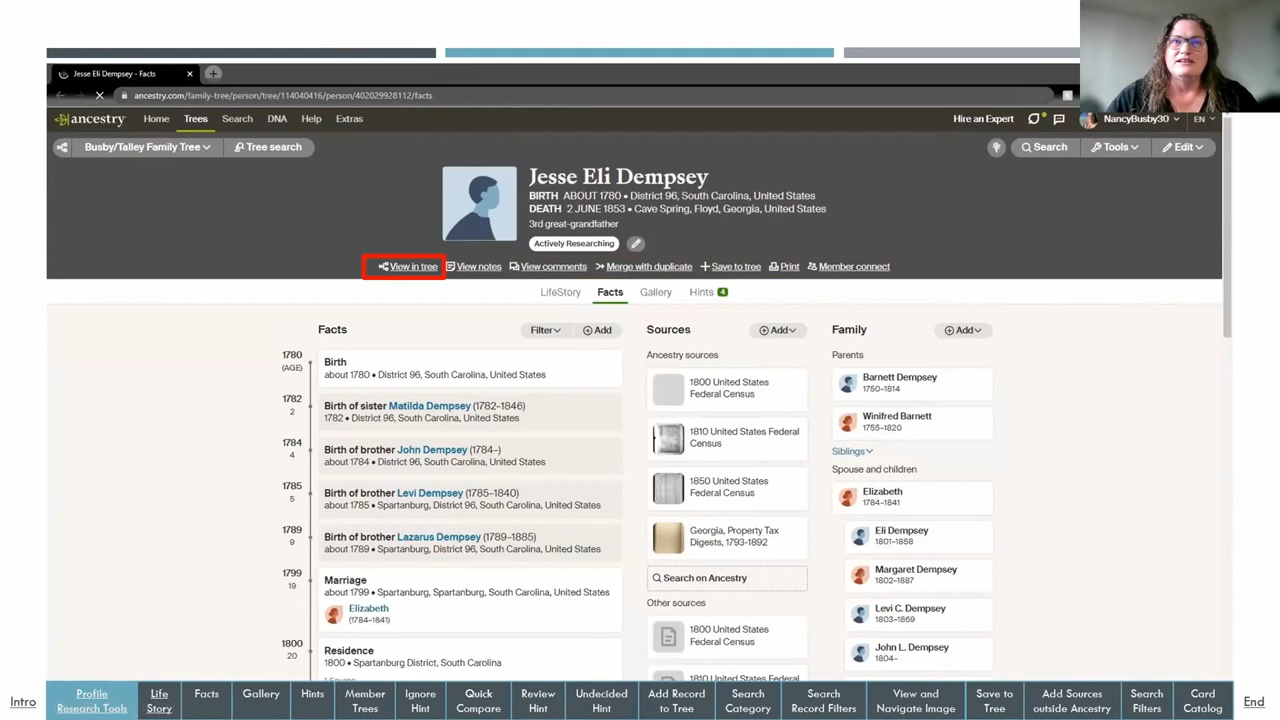 Jesse Eli Dempsey - Facts
ancestry.com/family-tree/person/tree/114040416/person/402029928112/facts
ancestry Home Trees Search DNA Help Extras Hire an Expert NancyBusby30 EN
Busby/Talley Family Tree Tree search Search Tools Edit
Jesse Eli Dempsey
BIRTH ABOUT 1780 • District 96, South Carolina, United States
DEATH 2 JUNE 1853 • Cave Spring, Floyd, Georgia, United States
3rd great-grandfather
Actively Researching
View in tree View notes View comments Merge with duplicate Save to tree Print Member connect
LifeStory Facts Gallery Hints 4
Facts Filter Add
1780
(AGE)
Birth
about 1780 • District 96, South Carolina, United States
1782
2
Birth of sister Matilda Dempsey (1782–1846)
1782 • District 96, South Carolina, United States
1784
4
Birth of brother John Dempsey (1784–)
about 1784 • District 96, South Carolina, United States
1785
5
Birth of brother Levi Dempsey (1785–1840)
about 1785 • Spartanburg, District 96, South Carolina, United States
1789
9
Birth of brother Lazarus Dempsey (1789–1885)
about 1789 • Spartanburg, District 96, South Carolina, United States
1799
19
Marriage
about 1799 • Spartanburg, Spartanburg, South Carolina, United States
Elizabeth
(1784–1841)
1800
20
Residence
1800 • Spartanburg District, South Carolina
1 Source
Sources Add
Ancestry sources
1800 United States
Federal Census
1810 United States Federal
Census
1850 United States
Federal Census
Georgia, Property Tax
Digests, 1793-1892
Search on Ancestry
Other sources
1800 United States
Federal Census
1810 United States Federal
Family Add
Parents
Barnett Dempsey
1750–1814
Winifred Barnett
1755–1820
Siblings
Spouse and children
Elizabeth
1784–1841
Eli Dempsey
1801–1858
Margaret Dempsey
1802–1887
Levi C. Dempsey
1803–1869
John L. Dempsey
1804–
Intro
Profile
Research Tools
Life
Story
Facts
Gallery
Hints
Member
Trees
Ignore
Hint
Quick
Compare
Review
Hint
Undecided
Hint
Add Record
to Tree
Search
Category
Search
Record Filters
View and
Navigate Image
Save to
Tree
Add Sources
outside Ancestry
Search
Filters
Card
Catalog
End